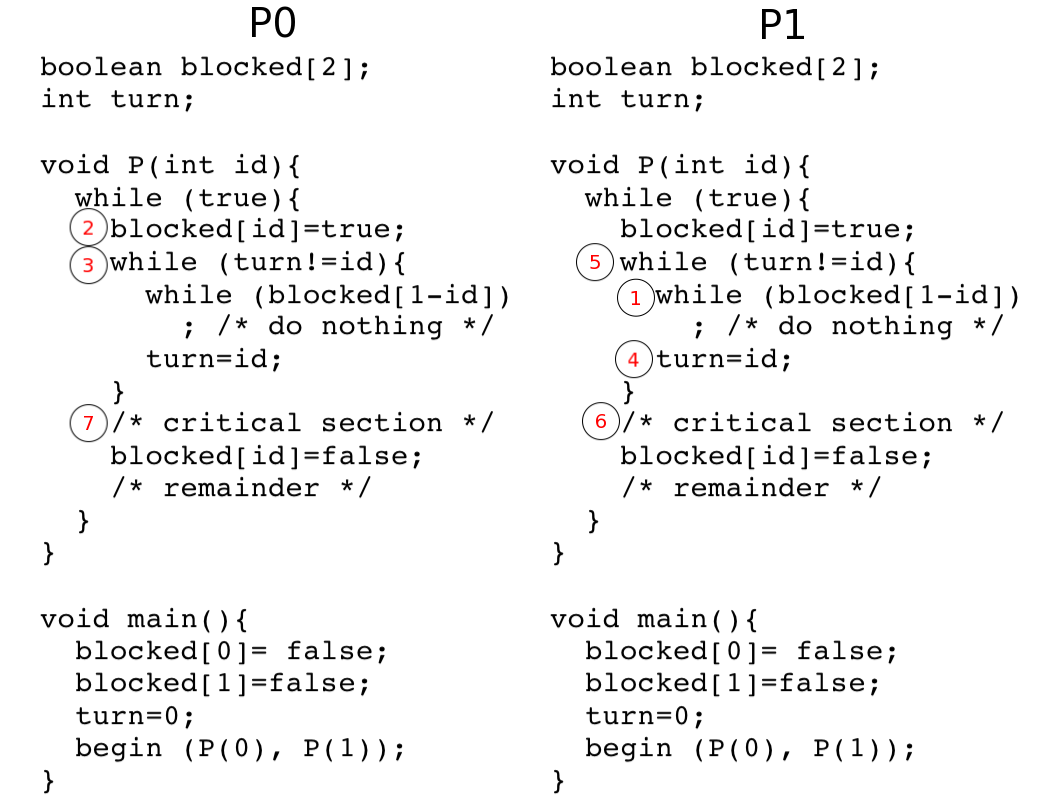 P0
boolean blocked[2];
int turn;
void P(int id){
while (true){
2 blocked[id]=true;
3 while (turn!=id){
while (blocked[1-id])
; /* do nothing */
turn=id;
}
7 /* critical section */
blocked[id]=false;
/* remainder */
}
}
void main(){
blocked[0]= false;
blocked[1]=false;
turn=0;
begin (P(0), P(1));
}
P1
boolean blocked[2];
int turn;
void P(int id){
while (true){
blocked[id]=true;
5 while (turn!=id){
1 while (blocked[1-id])
; /* do nothing */
4 turn=id;
}
6 /* critical section */
blocked[id]=false;
/* remainder */
}
}
void main(){
blocked[0]= false;
blocked[1]=false;
turn=0;
begin (P(0), P(1));
}